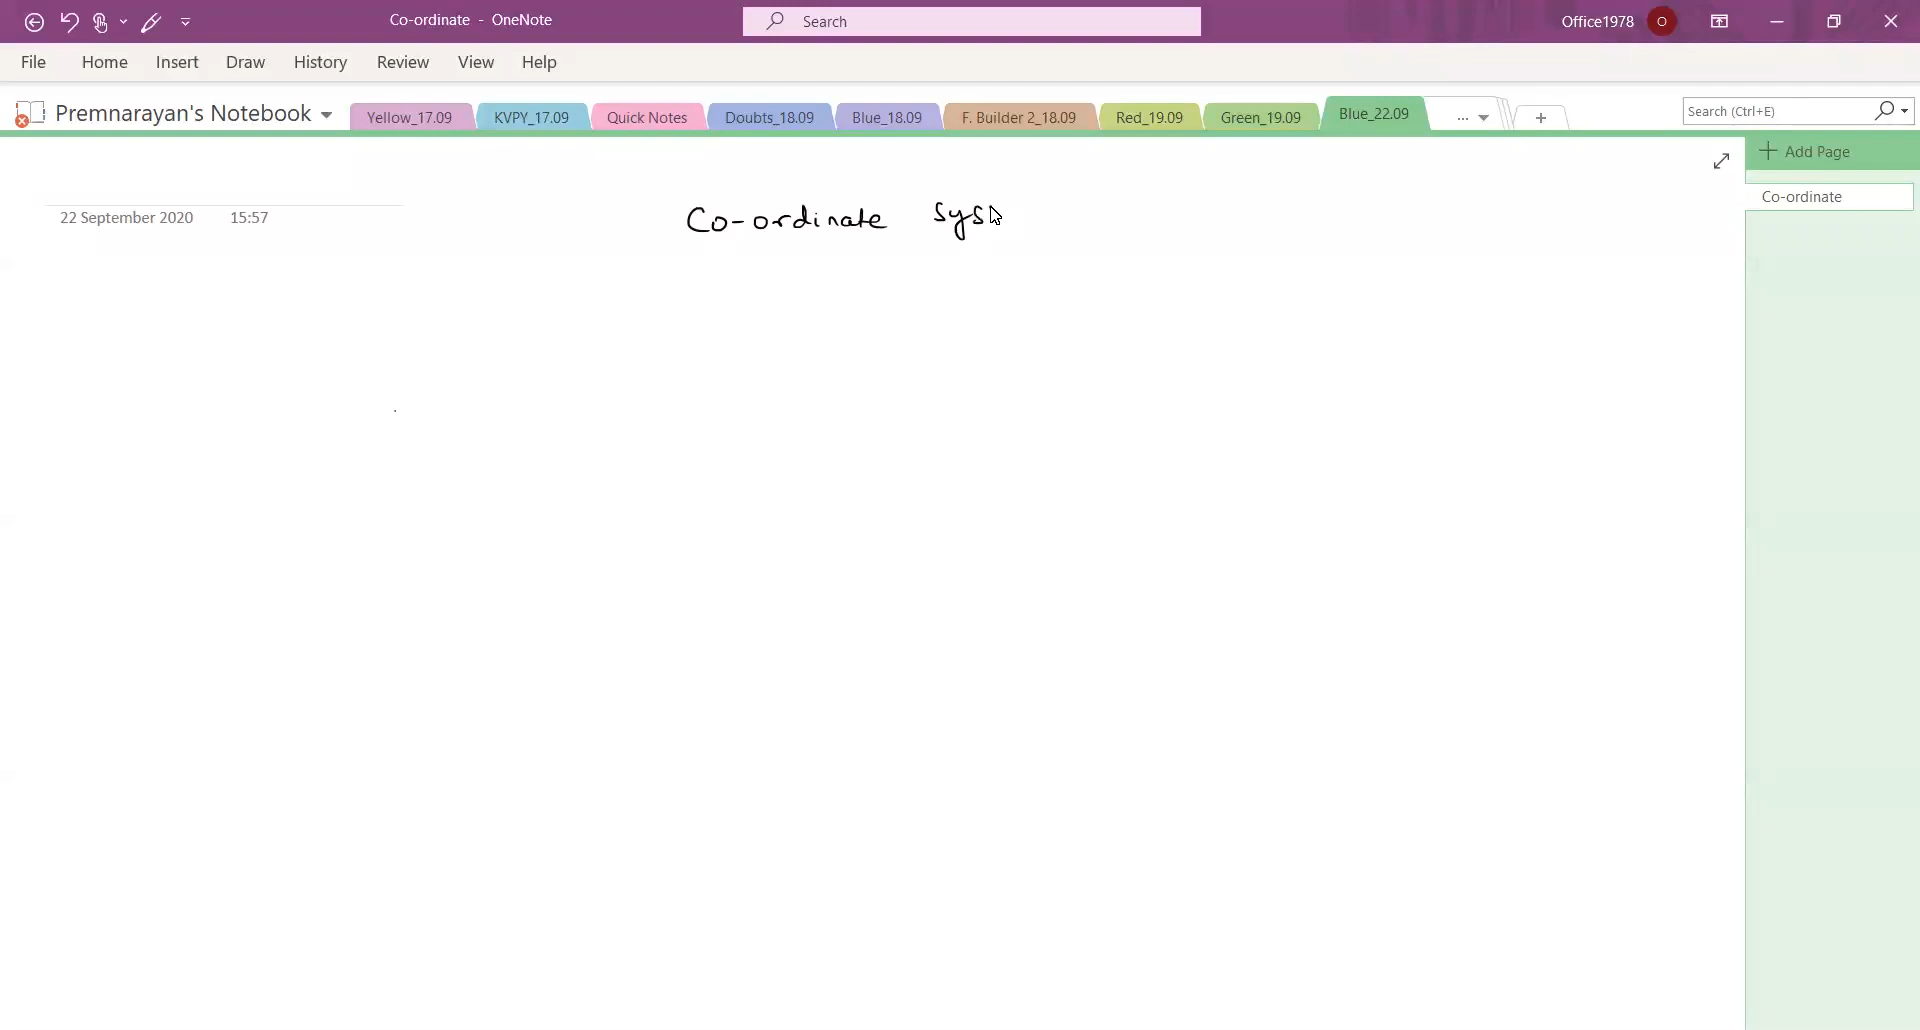 Co-ordinate - OneNote
Search
Office1978
O
File Home Insert Draw History Review View Help
Premnarayan's Notebook
Yellow_17.09 KVPY_17.09 Quick Notes Doubts_18.09 Blue_18.09 F. Builder 2_18.09 Red_19.09 Green_19.09 Blue_22.09 ...
Search (Ctrl+E)
Add Page
Co-ordinate
22 September 2020 15:57
Co-ordinate Sys